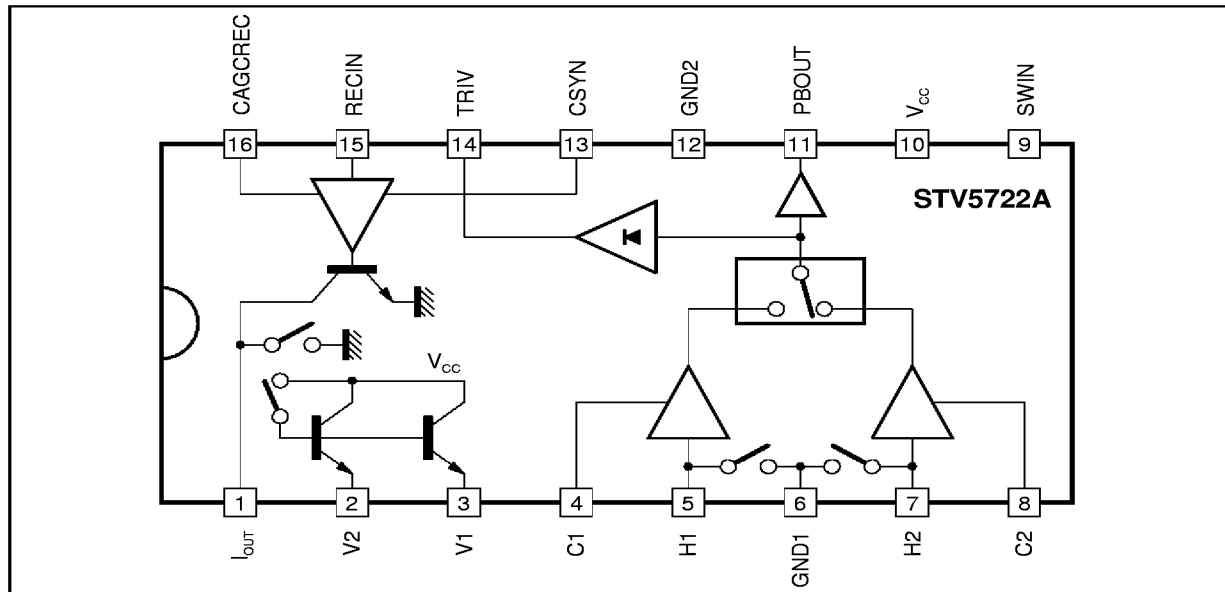 CAGCREC
RECIN
TRIV
CSYN
GND2
PBOUT
VCC
SWIN
16
15
14
13
12
11
10
9
STV5722A
VCC
1
2
3
4
5
6
7
8
IOUT
V2
V1
C1
H1
GND1
H2
C2